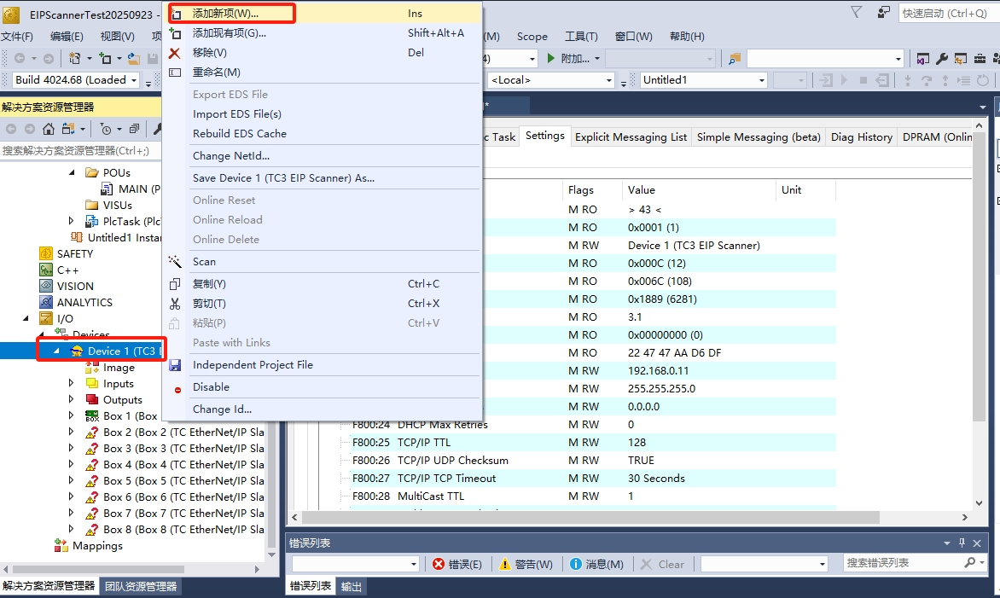 EIPScannerTest20250923 -
快速启动 (Ctrl+Q)
文件(F) 编辑(E) 视图(V) 项
(M) Scope 工具(T) 窗口(W) 帮助(H)
附加...
Build 4024.68 (Loaded
<Local>
Untitled1
解决方案资源管理器
搜索解决方案资源管理器(Ctrl+;)
POUs
MAIN (P
VISUs
PlcTask (Plc
Untitled1 Instan
SAFETY
C++
VISION
ANALYTICS
I/O
Devices
Device 1 (TC3 E
Image
Inputs
Outputs
Box 1 (Box
Box 2 (Box 2 (TC EtherNet/IP Sla
Box 3 (Box 3 (TC EtherNet/IP Sla
Box 4 (Box 4 (TC EtherNet/IP Sla
Box 5 (Box 5 (TC EtherNet/IP Sla
Box 6 (Box 6 (TC EtherNet/IP Sla
Box 7 (Box 7 (TC EtherNet/IP Sla
Box 8 (Box 8 (TC EtherNet/IP Sla
Mappings
解决方案资源管理器 团队资源管理器
添加新项(W)... Ins
添加现有项(G)... Shift+Alt+A
移除(V) Del
重命名(M)
Export EDS File
Import EDS File(s)
Rebuild EDS Cache
Change NetId...
Save Device 1 (TC3 EIP Scanner) As...
Online Reset
Online Reload
Online Delete
Scan
复制(Y) Ctrl+C
剪切(T) Ctrl+X
粘贴(P) Ctrl+V
Paste with Links
Independent Project File
Disable
Change Id...
c Task Settings Explicit Messaging List Simple Messaging (beta) Diag History DPRAM (Onlin
Flags Value Unit
M RO > 43 <
M RO 0x0001 (1)
M RW Device 1 (TC3 EIP Scanner)
M RO 0x000C (12)
M RO 0x006C (108)
M RO 0x1889 (6281)
M RO 3.1
M RO 0x00000000 (0)
M RO 22 47 47 AA D6 DF
M RW 192.168.0.11
M RW 255.255.255.0
M RW 0.0.0.0
F800:24 DHCP Max Retries M RW 0
F800:25 TCP/IP TTL M RW 128
F800:26 TCP/IP UDP Checksum M RW TRUE
F800:27 TCP/IP TCP Timeout M RW 30 Seconds
F800:28 MultiCast TTL M RW 1
错误列表
错误(E) 警告(W) 消息(M) Clear
搜索错误列表
错误列表 输出